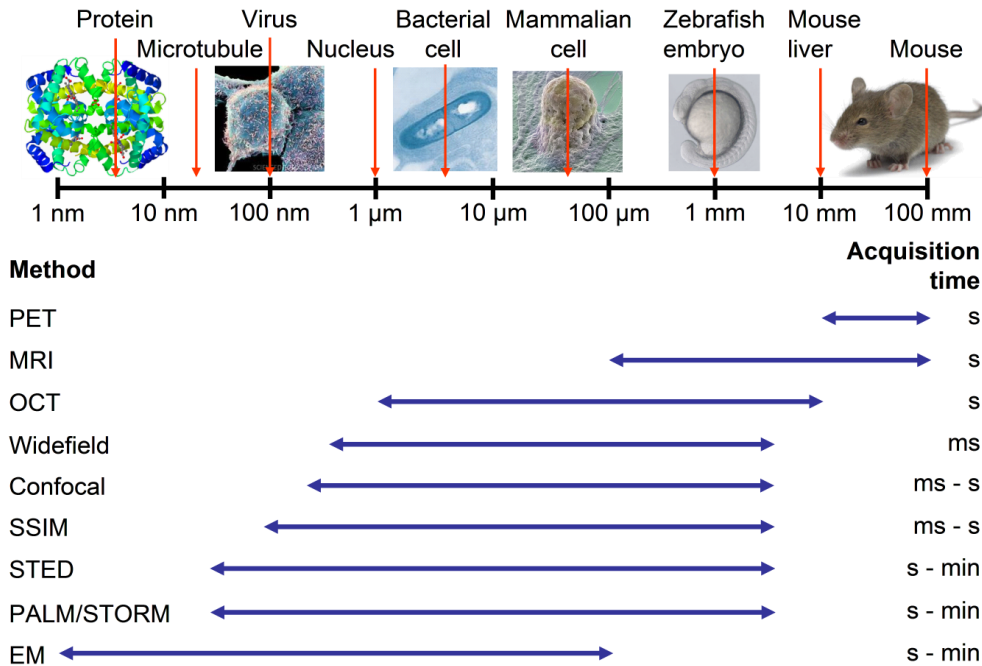 Protein Virus Bacterial Mammalian Zebrafish Mouse
Microtubule Nucleus cell cell embryo liver Mouse
1 nm 10 nm 100 nm 1 µm 10 µm 100 µm 1 mm 10 mm 100 mm
Method Acquisition
time
PET s
MRI s
OCT s
Widefield ms
Confocal ms - s
SSIM ms - s
STED s - min
PALM/STORM s - min
EM s - min